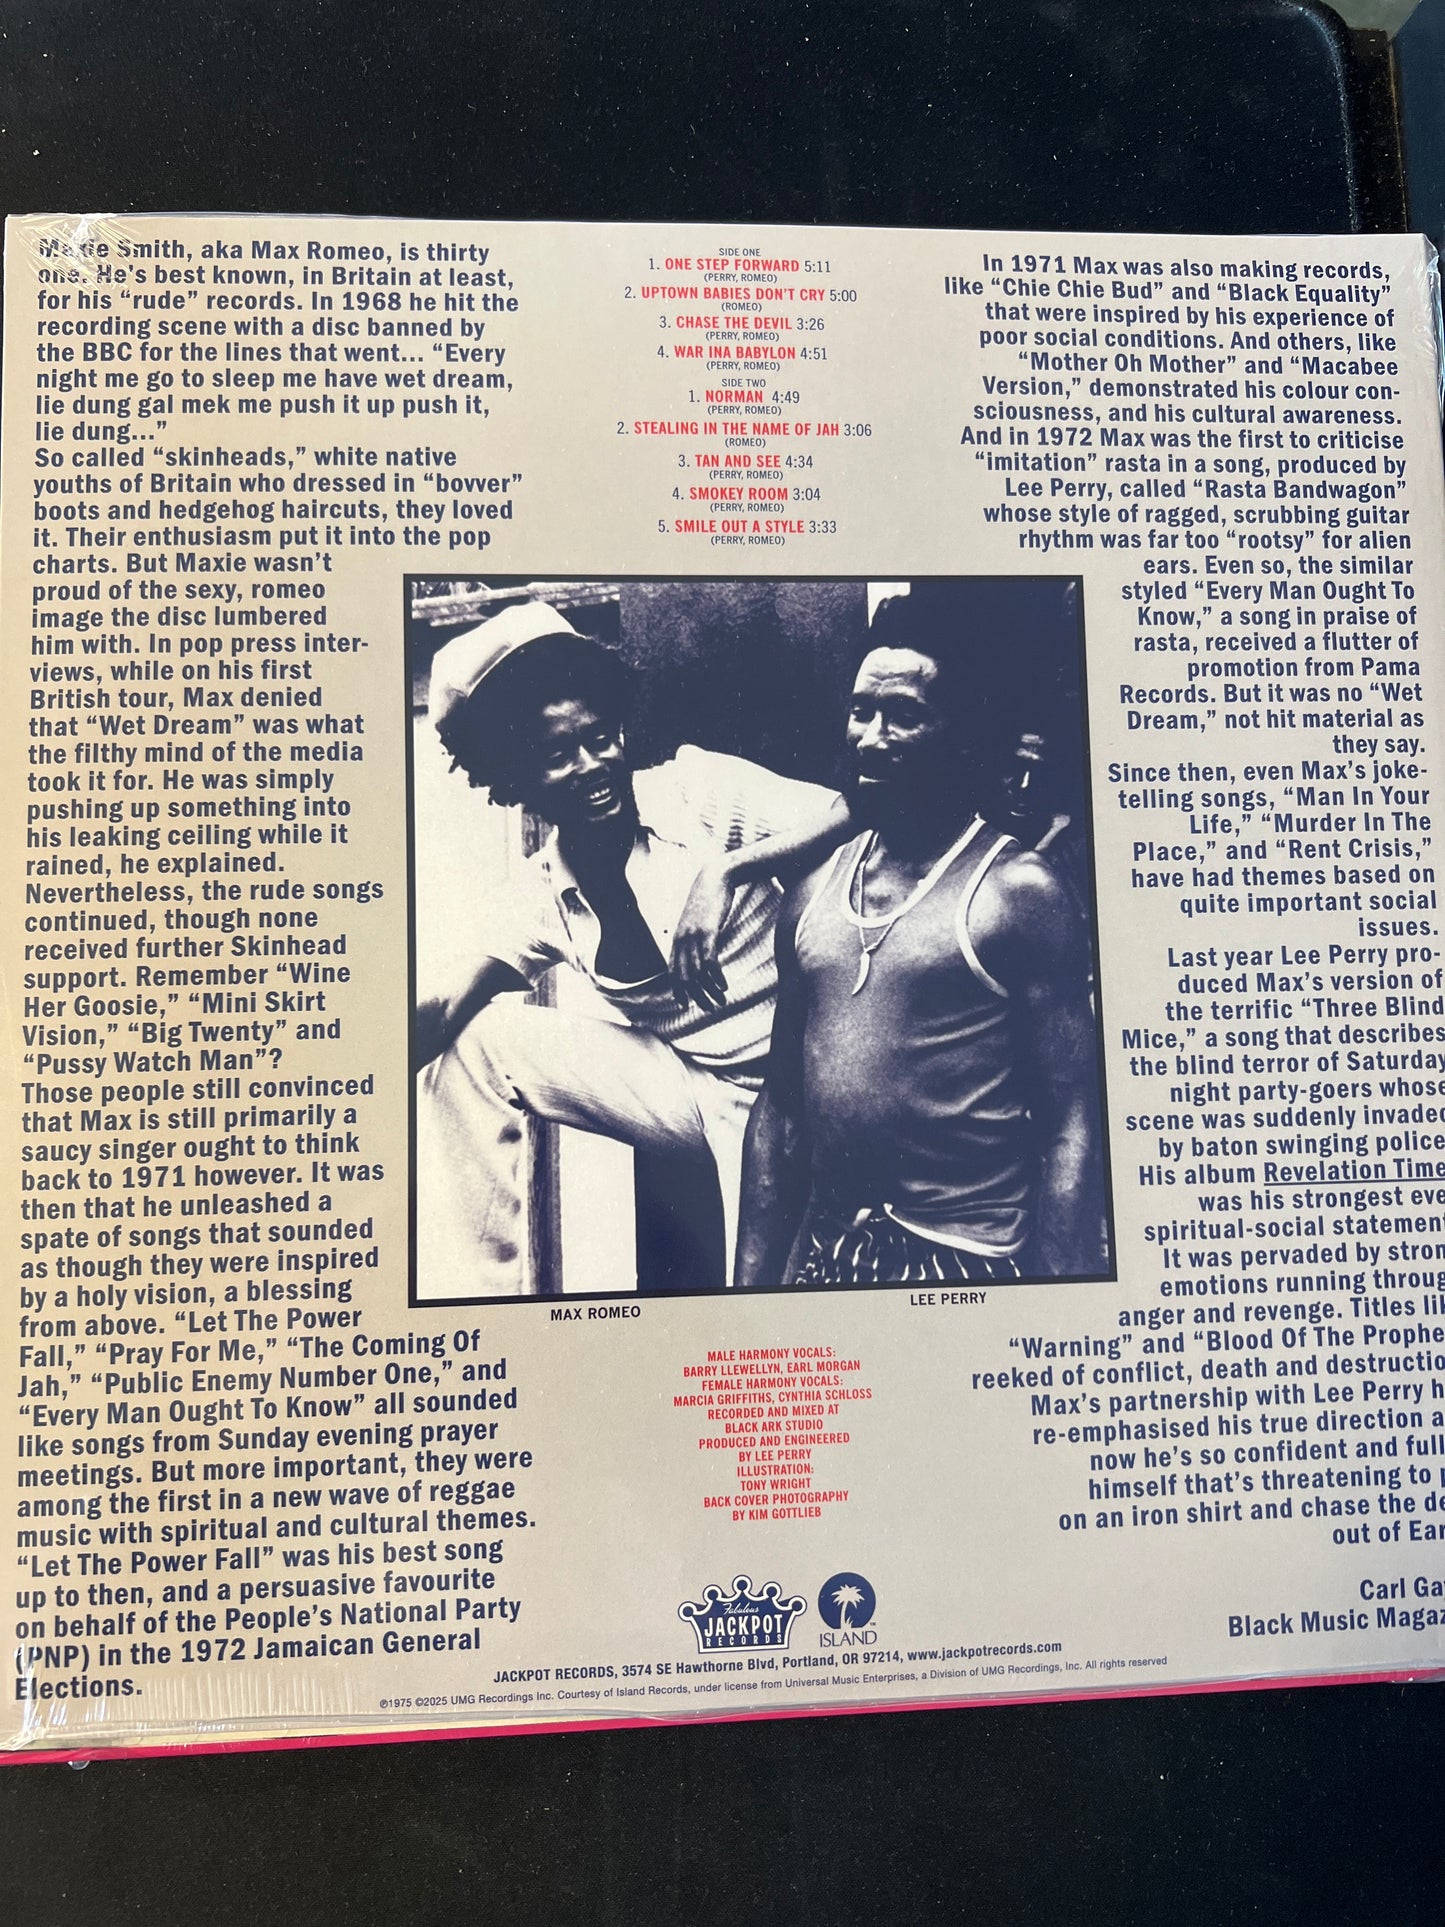 Maxie Smith, aka Max Romeo, is thirty
one. He's best known, in Britain at least,
for his “rude” records. In 1968 he hit the
recording scene with a disc banned by
the BBC for the lines that went... “Every
night me go to sleep me have wet dream,
lie dung gal mek me push it up push it,
lie dung...”
So called “skinheads,” white native
youths of Britain who dressed in “bovver”
boots and hedgehog haircuts, they loved
it. Their enthusiasm put it into the pop
charts. But Maxie wasn't
proud of the sexy, romeo
image the disc lumbered
him with. In pop press inter-
views, while on his first
British tour, Max denied
that “Wet Dream” was what
the filthy mind of the media
took it for. He was simply
pushing up something into
his leaking ceiling while it
rained, he explained.
Nevertheless, the rude songs
continued, though none
received further Skinhead
support. Remember “Wine
Her Goosie,” “Mini Skirt
Vision,” “Big Twenty” and
“Pussy Watch Man”?
Those people still convinced
that Max is still primarily a
saucy singer ought to think
back to 1971 however. It was
then that he unleashed a
spate of songs that sounded
as though they were inspired
by a holy vision, a blessing
from above. “Let The Power
Fall,” “Pray For Me,” “The Coming Of
Jah,” “Public Enemy Number One,” and
“Every Man Ought To Know” all sounded
like songs from Sunday evening prayer
meetings. But more important, they were
among the first in a new wave of reggae
music with spiritual and cultural themes.
“Let The Power Fall” was his best song
up to then, and a persuasive favourite
on behalf of the People's National Party
(PNP) in the 1972 Jamaican General
Elections.
SIDE ONE
1. ONE STEP FORWARD 5:11
(PERRY, ROMEO)
2. UPTOWN BABIES DON'T CRY 5:00
(ROMEO)
3. CHASE THE DEVIL 3:26
(PERRY, ROMEO)
4. WAR INA BABYLON 4:51
(PERRY, ROMEO)
SIDE TWO
1. NORMAN 4:49
(PERRY, ROMEO)
2. STEALING IN THE NAME OF JAH 3:06
(ROMEO)
3. TAN AND SEE 4:34
(PERRY, ROMEO)
4. SMOKEY ROOM 3:04
(PERRY, ROMEO)
5. SMILE OUT A STYLE 3:33
(PERRY, ROMEO)
MAX ROMEO
LEE PERRY
MALE HARMONY VOCALS:
BARRY LLEWELLYN, EARL MORGAN
FEMALE HARMONY VOCALS:
MARCIA GRIFFITHS, CYNTHIA SCHLOSS
RECORDED AND MIXED AT
BLACK ARK STUDIO
PRODUCED AND ENGINEERED
BY LEE PERRY
ILLUSTRATION:
TONY WRIGHT
BACK COVER PHOTOGRAPHY
BY KIM GOTTLIEB
In 1971 Max was also making records,
like “Chie Chie Bud” and “Black Equality”
that were inspired by his experience of
poor social conditions. And others, like
“Mother Oh Mother” and “Macabee
Version,” demonstrated his colour con-
sciousness, and his cultural awareness.
And in 1972 Max was the first to criticise
“imitation” rasta in a song, produced by
Lee Perry, called “Rasta Bandwagon”
whose style of ragged, scrubbing guitar
rhythm was far too “rootsy” for alien
ears. Even so, the similar
styled “Every Man Ought To
Know,” a song in praise of
rasta, received a flutter of
promotion from Pama
Records. But it was no “Wet
Dream,” not hit material as
they say.
Since then, even Max's joke-
telling songs, “Man In Your
Life,” “Murder In The
Place,” and “Rent Crisis,”
have had themes based on
quite important social
issues.
Last year Lee Perry pro-
duced Max's version of
the terrific “Three Blind
Mice,” a song that describes
the blind terror of Saturday
night party-goers whose
scene was suddenly invaded
by baton swinging police
His album Revelation Time
was his strongest eve
spiritual-social statement
It was pervaded by stron
emotions running throug
anger and revenge. Titles li
“Warning” and “Blood Of The Prophe
reeked of conflict, death and destructio
Max's partnership with Lee Perry h
re-emphasised his true direction a
now he's so confident and full
himself that's threatening to
on an iron shirt and chase the de
out of Ear
Carl Ga
Black Music Magaz
Fabulous
JACKPOT
RECORDS
ISLAND™
JACKPOT RECORDS, 3574 SE Hawthorne Blvd, Portland, OR 97214, www.jackpotrecords.com
℗1975 ©2025 UMG Recordings Inc. Courtesy of Island Records, under license from Universal Music Enterprises, a Division of UMG Recordings, Inc. All rights reserved